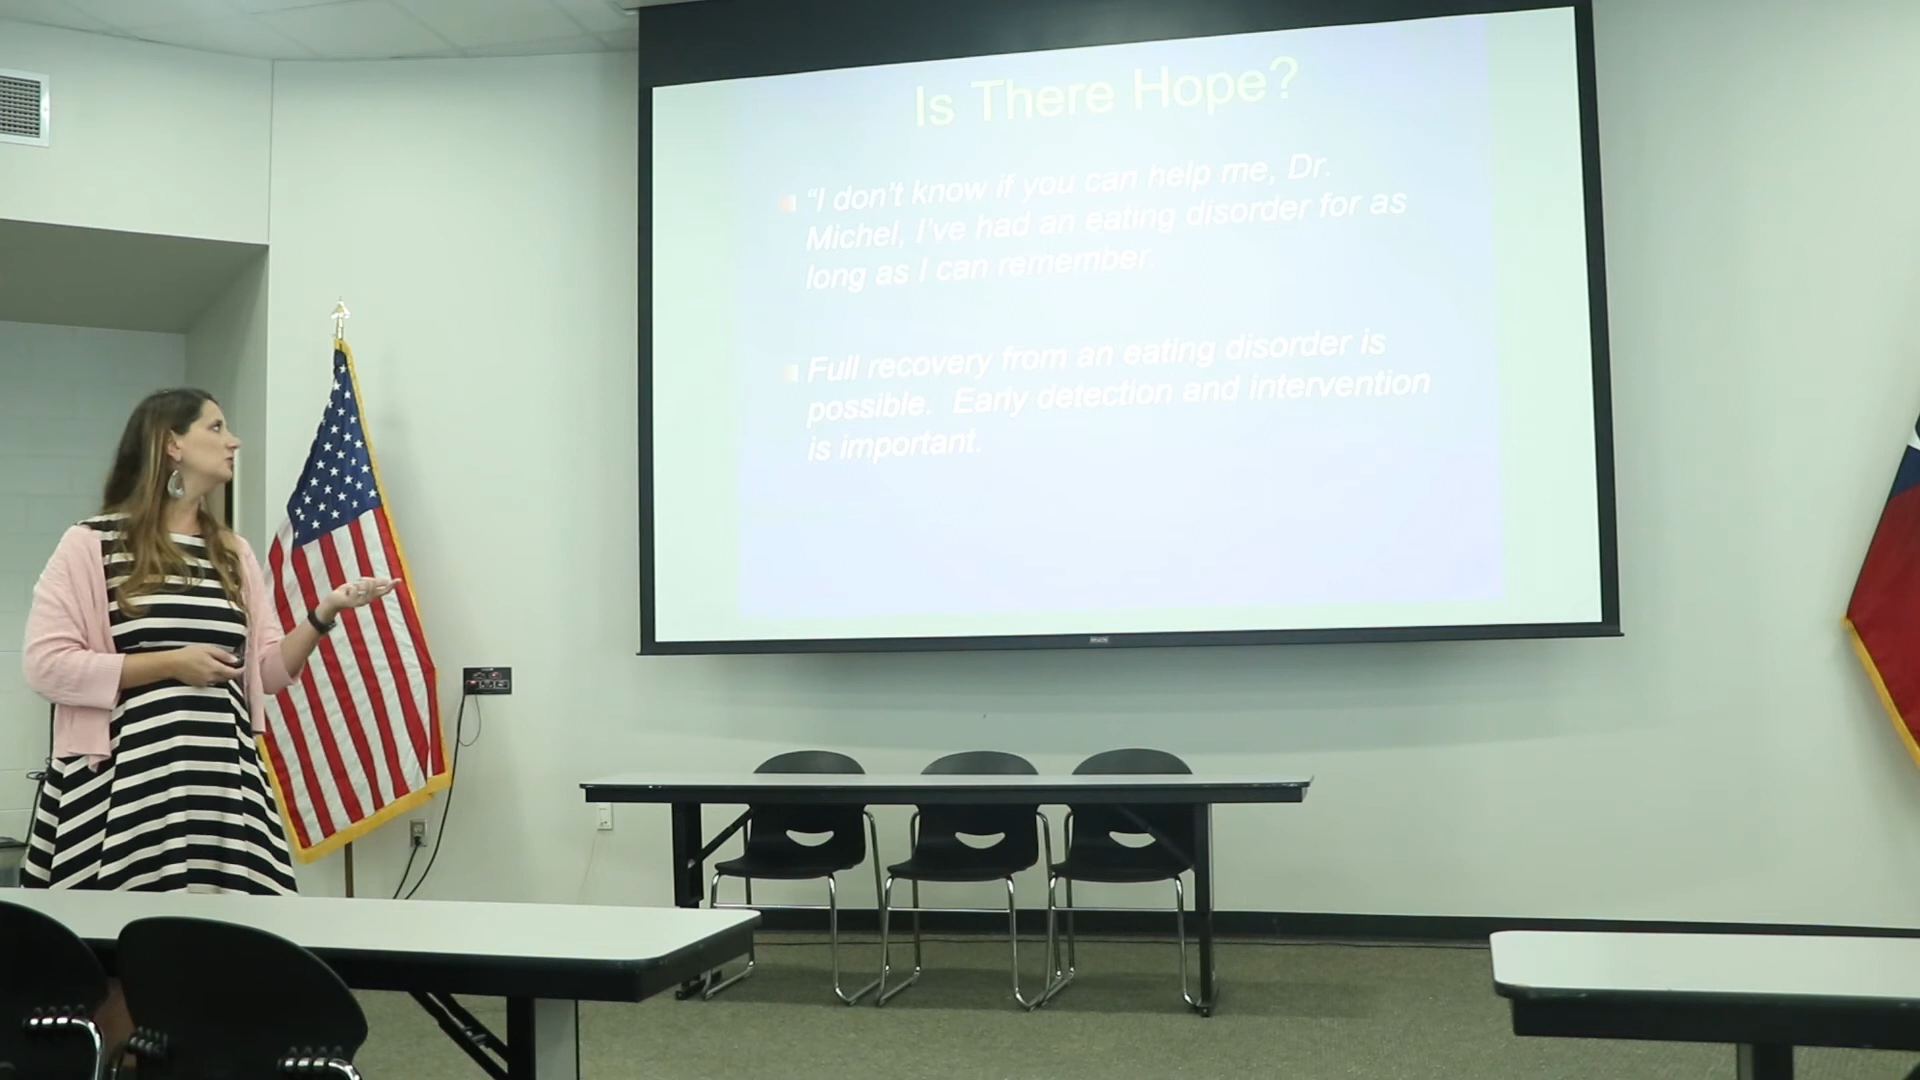 Is There Hope?
“I don’t know if you can help me, Dr.
Michel, I’ve had an eating disorder for as
long as I can remember.
Full recovery from an eating disorder is
possible. Early detection and intervention
is important.